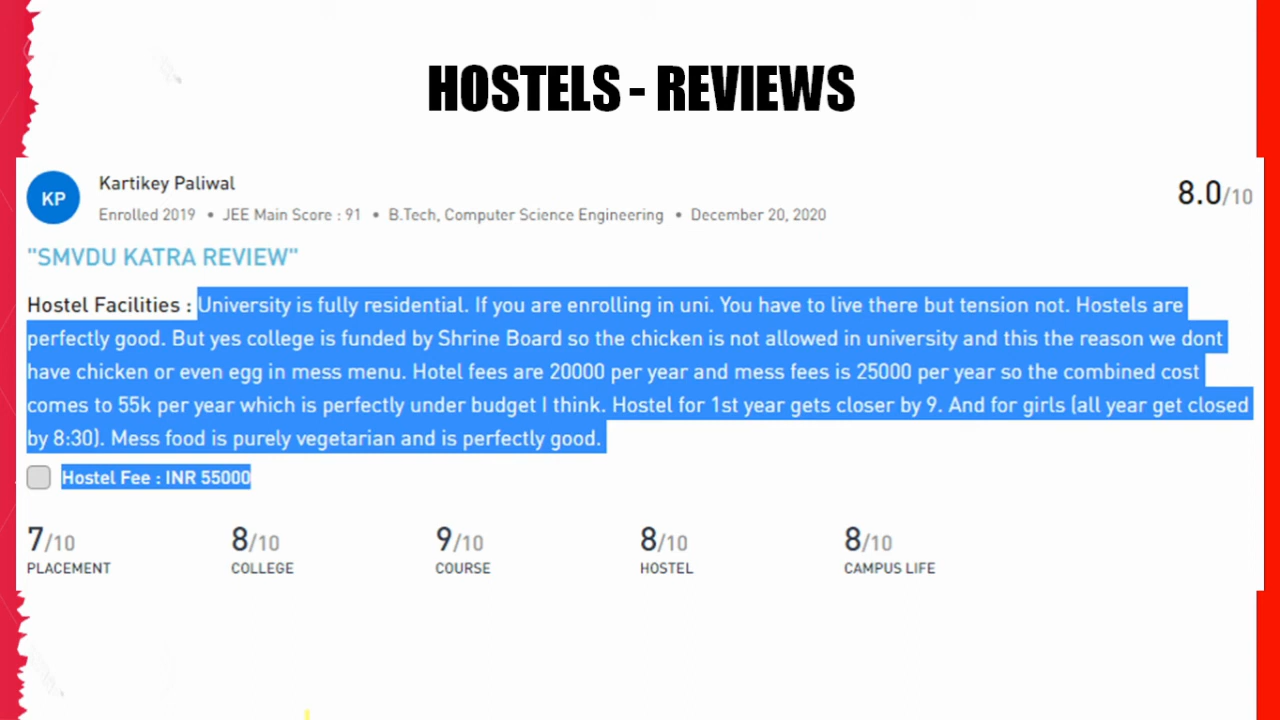 HOSTELS - REVIEWS
KP
Kartikey Paliwal
8.0/10
Enrolled 2019 • JEE Main Score : 91 • B.Tech, Computer Science Engineering • December 20, 2020
"SMVDU KATRA REVIEW"
Hostel Facilities : University is fully residential. If you are enrolling in uni. You have to live there but tension not. Hostels are
perfectly good. But yes college is funded by Shrine Board so the chicken is not allowed in university and this the reason we dont
have chicken or even egg in mess menu. Hotel fees are 20000 per year and mess fees is 25000 per year so the combined cost
comes to 55k per year which is perfectly under budget I think. Hostel for 1st year gets closer by 9. And for girls (all year get closed
by 8:30). Mess food is purely vegetarian and is perfectly good.
Hostel Fee : INR 55000
7/10 8/10 9/10 8/10 8/10
PLACEMENT COLLEGE COURSE HOSTEL CAMPUS LIFE